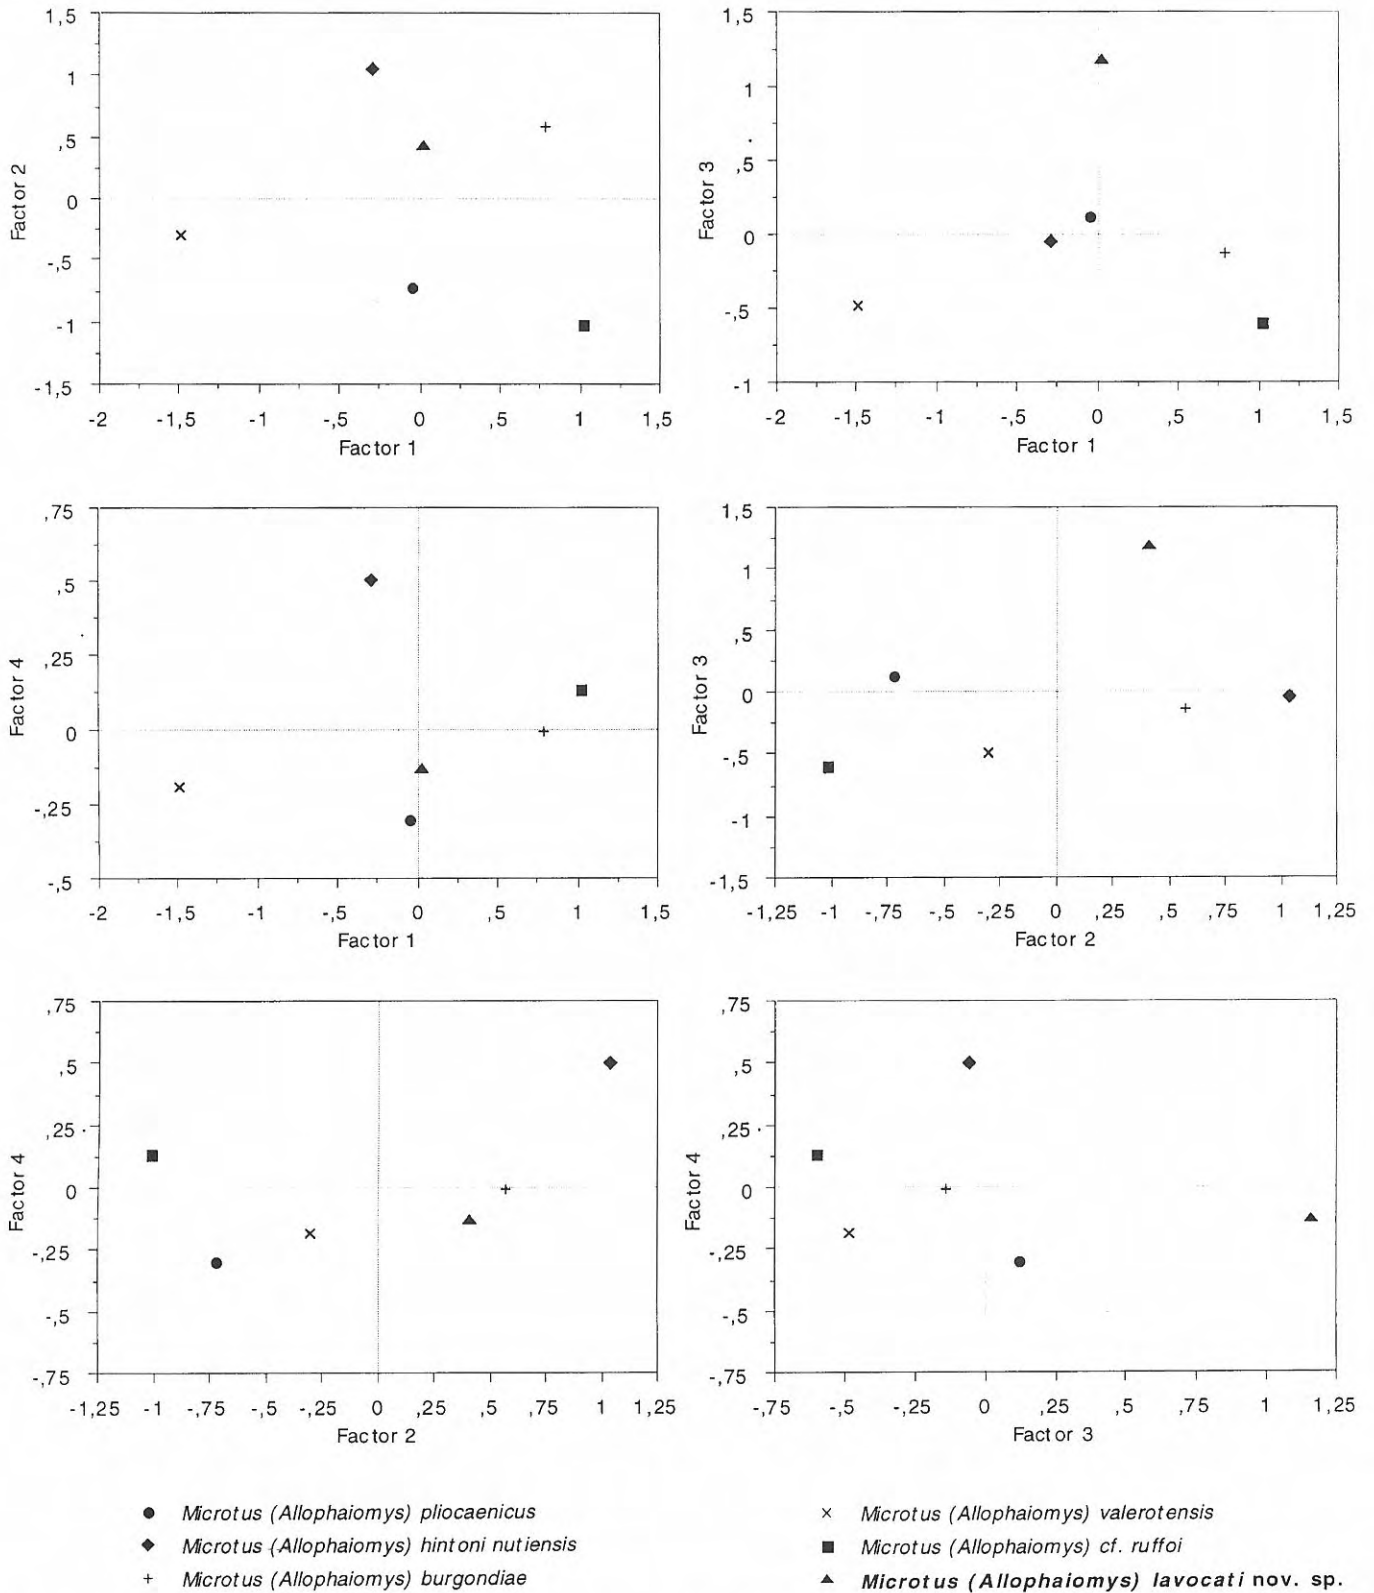 1,5
1
,5
0
-,5
-1
-1,5
Factor 2
-2 -1,5 -1 -,5 0 ,5 1 1,5
Factor 1
1,5
1
,5
0
-,5
-1
Factor 3
-2 -1,5 -1 -,5 0 ,5 1 1,5
Factor 1
,75
,5
,25
0
-,25
-,5
Factor 4
-2 -1,5 -1 -,5 0 ,5 1 1,5
Factor 1
1,5
1
,5
0
-,5
-1
-1,5
Factor 3
-1,25 -1 -,75 -,5 -,25 0 ,25 ,5 ,75 1 1,25
Factor 2
,75
,5
,25
0
-,25
-,5
-,75
Factor 4
-1,25 -1 -,75 -,5 -,25 0 ,25 ,5 ,75 1 1,25
Factor 2
,75
,5
,25
0
-,25
-,5
-,75
Factor 4
-,75 -,5 -,25 0 ,25 ,5 ,75 1 1,25
Factor 3
Microtus (Allophaiomys) pliocaenicus
Microtus (Allophaiomys) hintoni nutiensis
Microtus (Allophaiomys) burgondiae
Microtus (Allophaiomys) valerotensis
Microtus (Allophaiomys) cf. ruffoi
Microtus (Allophaiomys) lavocati nov. sp.